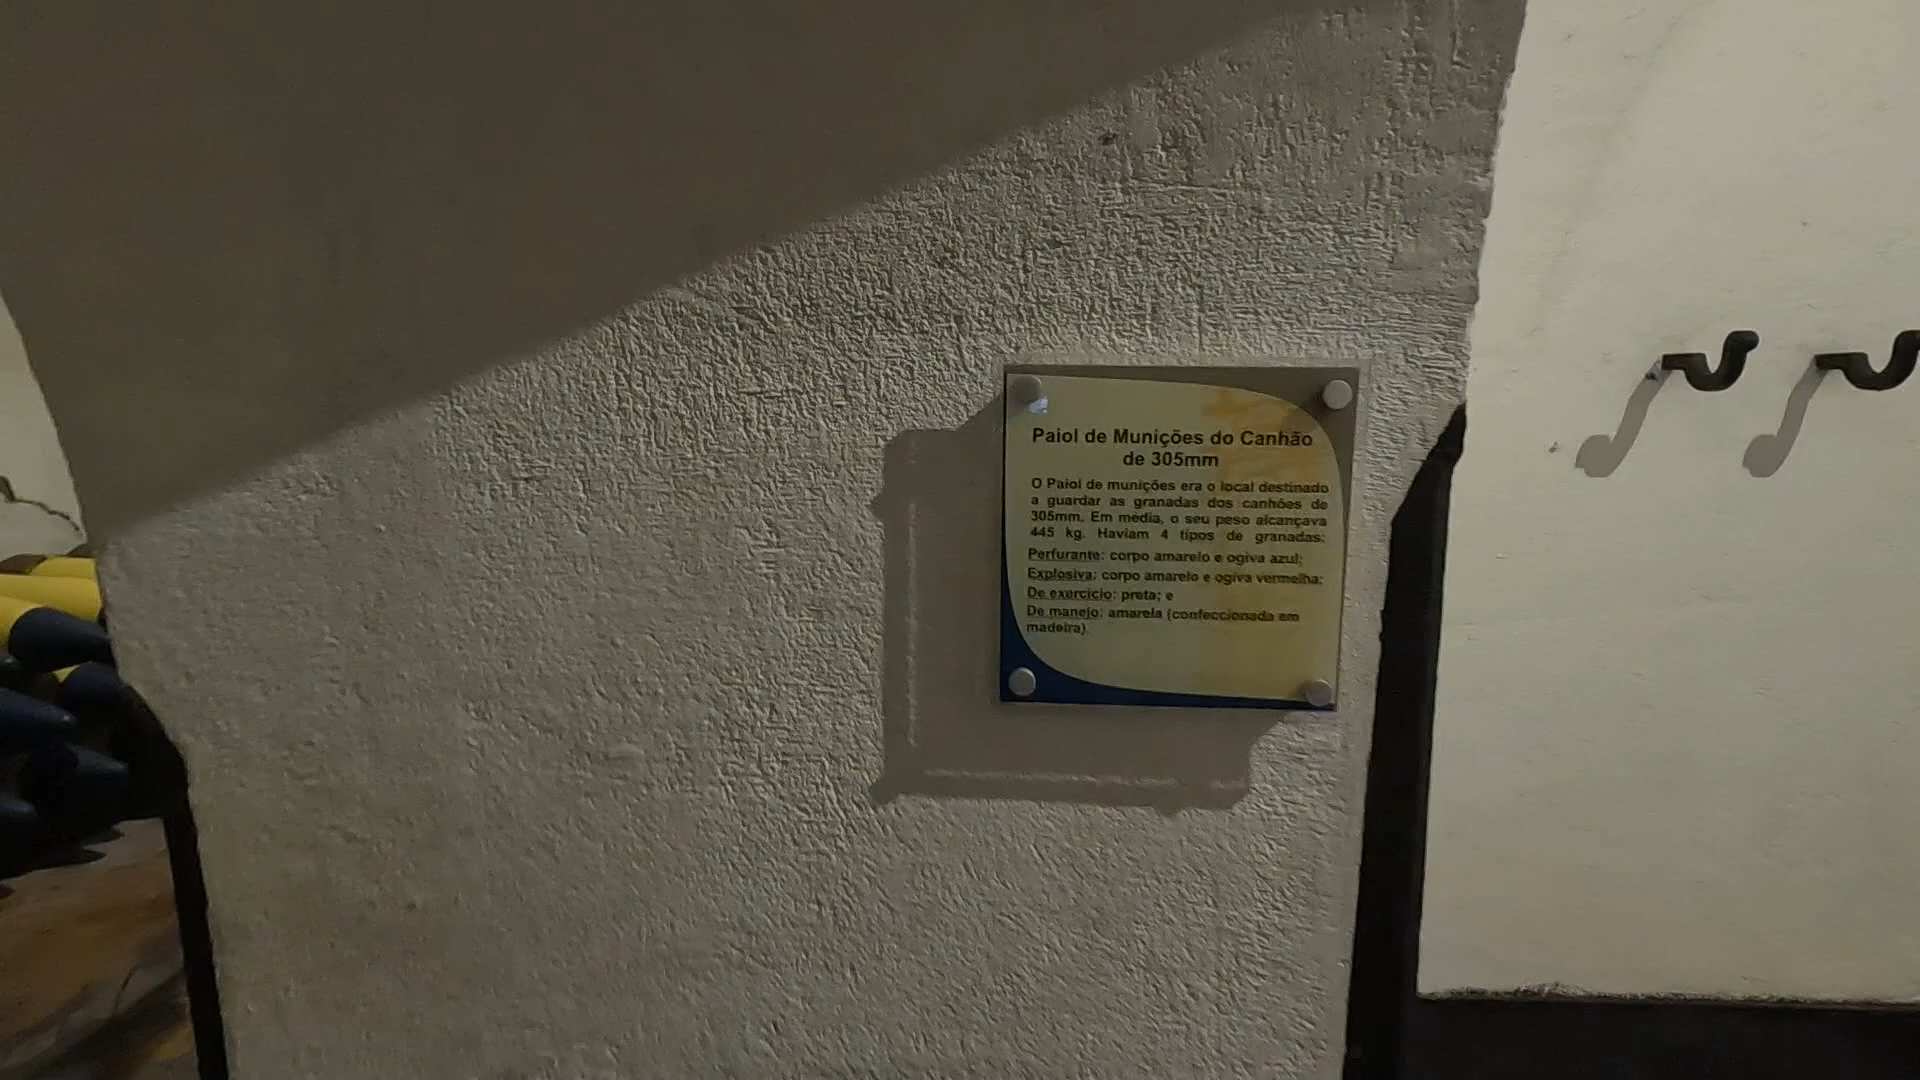 Paiol de Munições do Canhão
de 305mm
O Paiol de munições era o local destinado
a guardar as granadas dos canhões de
305mm. Em média, o seu peso alcançava
445 kg. Haviam 4 tipos de granadas:
Perfurante: corpo amarelo e ogiva azul;
Explosiva: corpo amarelo e ogiva vermelha;
De exercício: preta; e
De manejo: amarela (confeccionada em
madeira).